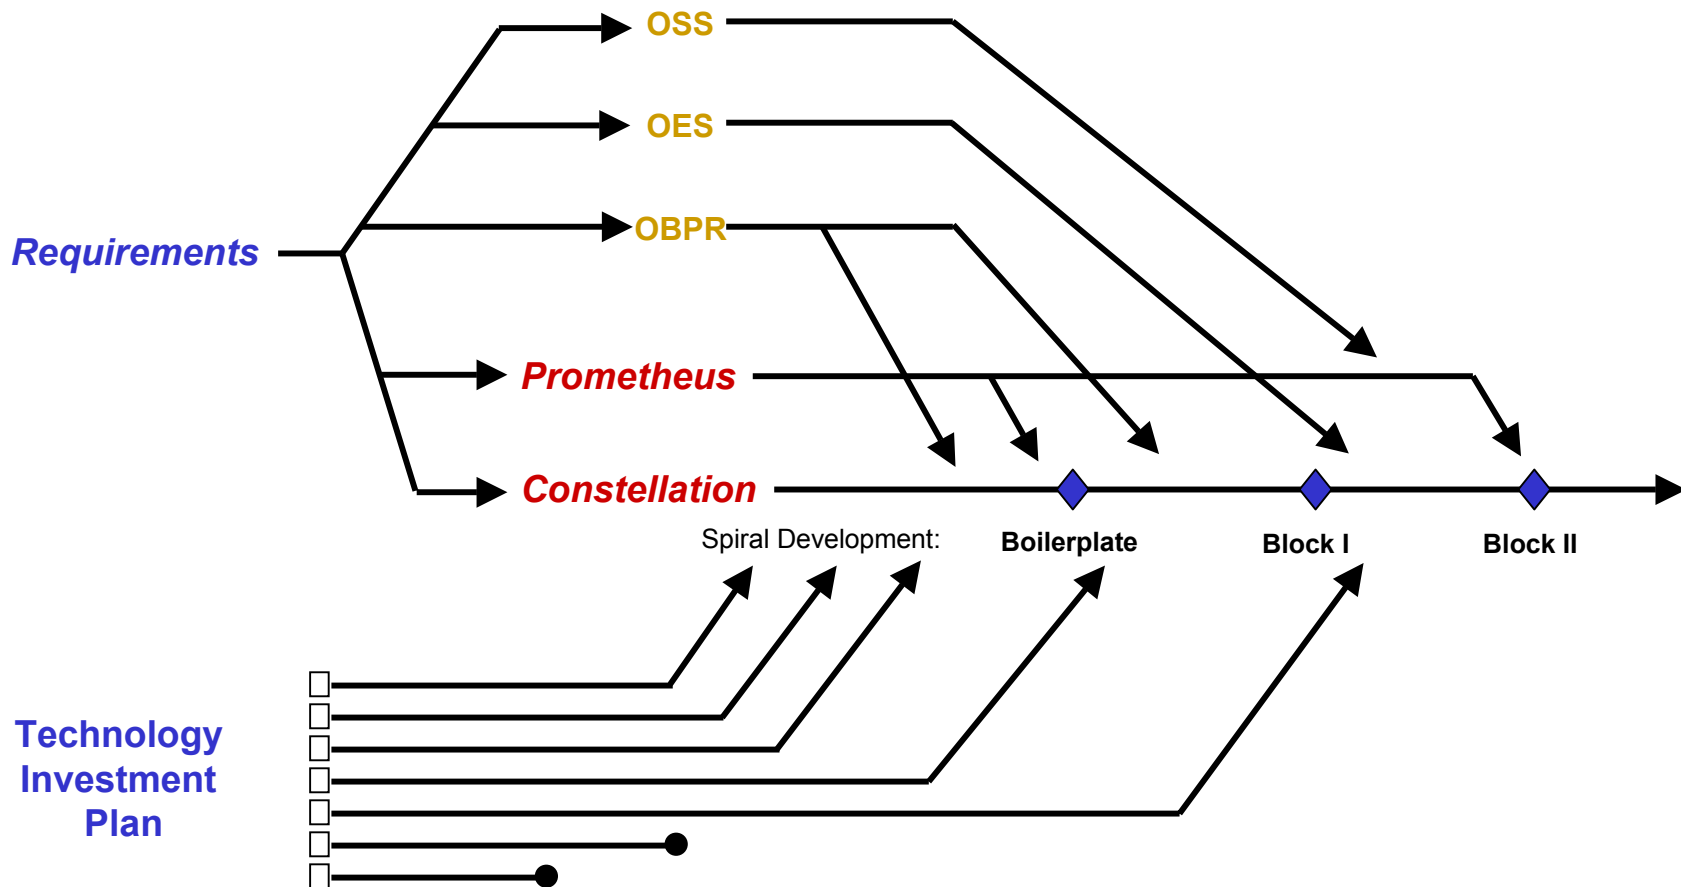 OSS
OES
OBPR
Requirements
Prometheus
Constellation
Spiral Development:
Boilerplate
Block I
Block II
Technology
Investment
Plan